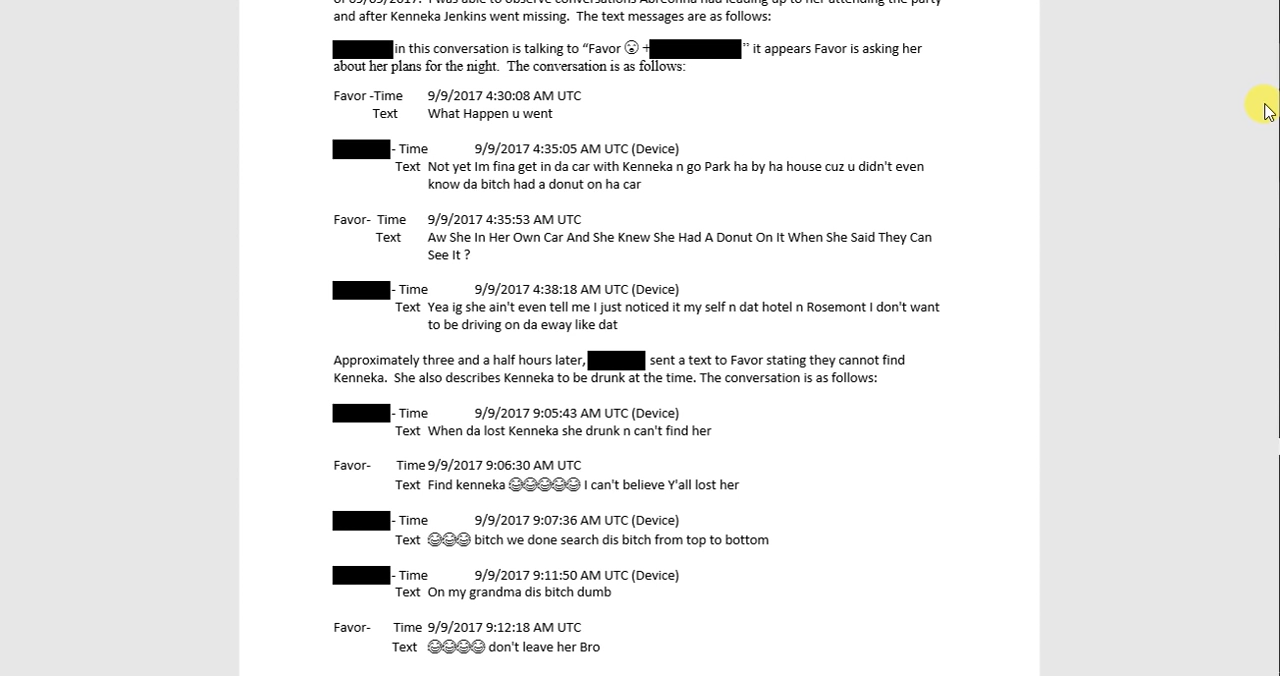 and after Kenneka Jenkins went missing. The text messages are as follows:
in this conversation is talking to “Favor 😮 + ” it appears Favor is asking her
about her plans for the night. The conversation is as follows:
Favor -Time 9/9/2017 4:30:08 AM UTC
Text What Happen u went
- Time 9/9/2017 4:35:05 AM UTC (Device)
Text Not yet Im fina get in da car with Kenneka n go Park ha by ha house cuz u didn't even
know da bitch had a donut on ha car
Favor- Time 9/9/2017 4:35:53 AM UTC
Text Aw She In Her Own Car And She Knew She Had A Donut On It When She Said They Can
See It ?
- Time 9/9/2017 4:38:18 AM UTC (Device)
Text Yea ig she ain't even tell me I just noticed it my self n dat hotel n Rosemont I don't want
to be driving on da eway like dat
Approximately three and a half hours later, sent a text to Favor stating they cannot find
Kenneka. She also describes Kenneka to be drunk at the time. The conversation is as follows:
- Time 9/9/2017 9:05:43 AM UTC (Device)
Text When da lost Kenneka she drunk n can't find her
Favor- Time 9/9/2017 9:06:30 AM UTC
Text Find kenneka 😂😂😂😂😂 I can't believe Y'all lost her
- Time 9/9/2017 9:07:36 AM UTC (Device)
Text 😂😂😂 bitch we done search dis bitch from top to bottom
- Time 9/9/2017 9:11:50 AM UTC (Device)
Text On my grandma dis bitch dumb
Favor- Time 9/9/2017 9:12:18 AM UTC
Text 😂😂😂😂 don't leave her Bro